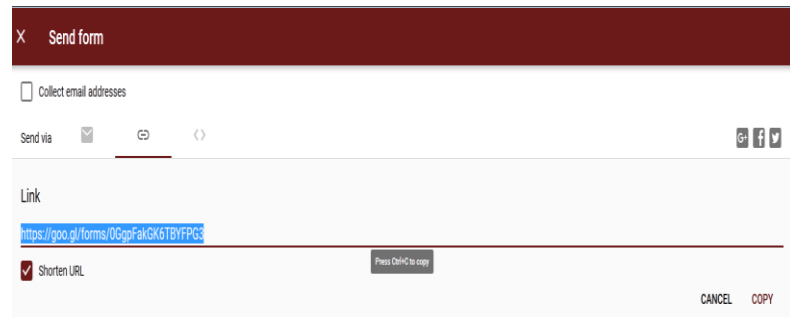 X Send form
Collect email addresses
Send via G+ f
Link
https://goo.gl/forms/0GgpFakGK6TBYFPG3
Press Ctrl+C to copy
Shorten URL
CANCEL COPY